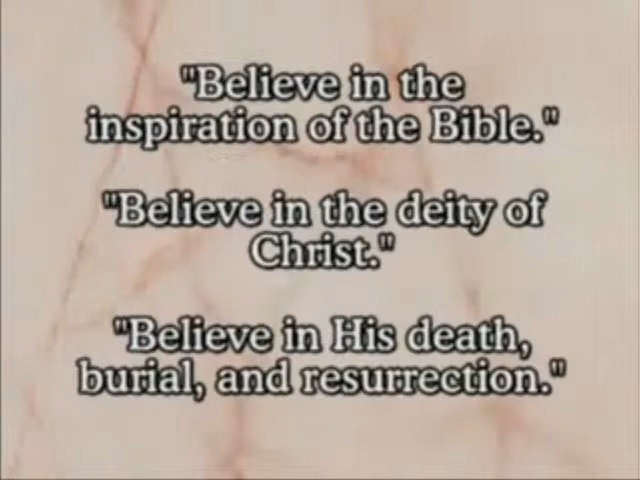 "Believe in the
inspiration of the Bible."
"Believe in the deity of
Christ."
"Believe in His death,
burial, and resurrection."